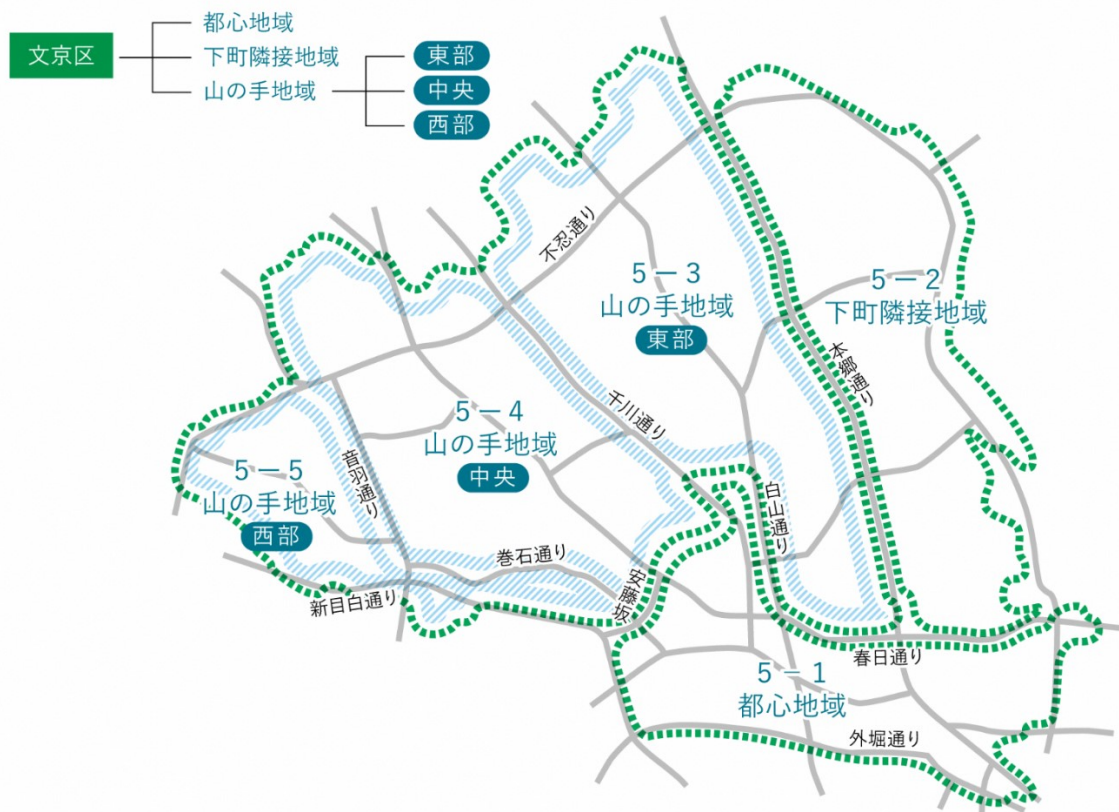 文京区
都心地域
下町隣接地域
山の手地域
東部
中央
西部
不忍通り
5－3
山の手地域
東部
5－2
下町隣接地域
本郷通り
千川通り
5－4
山の手地域
中央
音羽通り
5－5
山の手地域
西部
白山通り
巻石通り
安藤坂
新目白通り
春日通り
5－1
都心地域
外堀通り